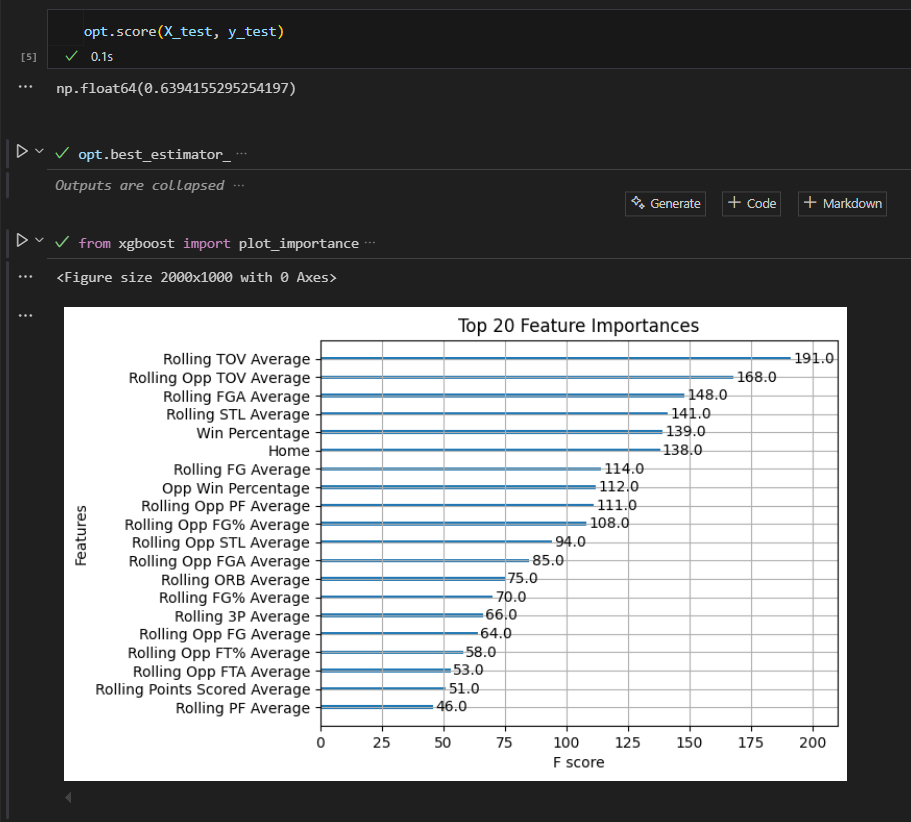 opt.score(X_test, y_test)
[5] 0.1s
... np.float64(0.6394155295254197)
opt.best_estimator_ ...
Outputs are collapsed ...
Generate + Code + Markdown
from xgboost import plot_importance ...
... <Figure size 2000x1000 with 0 Axes>
...
Top 20 Feature Importances
Rolling TOV Average 191.0
Rolling Opp TOV Average 168.0
Rolling FGA Average 148.0
Rolling STL Average 141.0
Win Percentage 139.0
Home 138.0
Rolling FG Average 114.0
Opp Win Percentage 112.0
Rolling Opp PF Average 111.0
Rolling Opp FG% Average 108.0
Rolling Opp STL Average 94.0
Rolling Opp FGA Average 85.0
Rolling ORB Average 75.0
Rolling FG% Average 70.0
Rolling 3P Average 66.0
Rolling Opp FG Average 64.0
Rolling Opp FT% Average 58.0
Rolling Opp FTA Average 53.0
Rolling Points Scored Average 51.0
Rolling PF Average 46.0
Features
0 25 50 75 100 125 150 175 200
F score